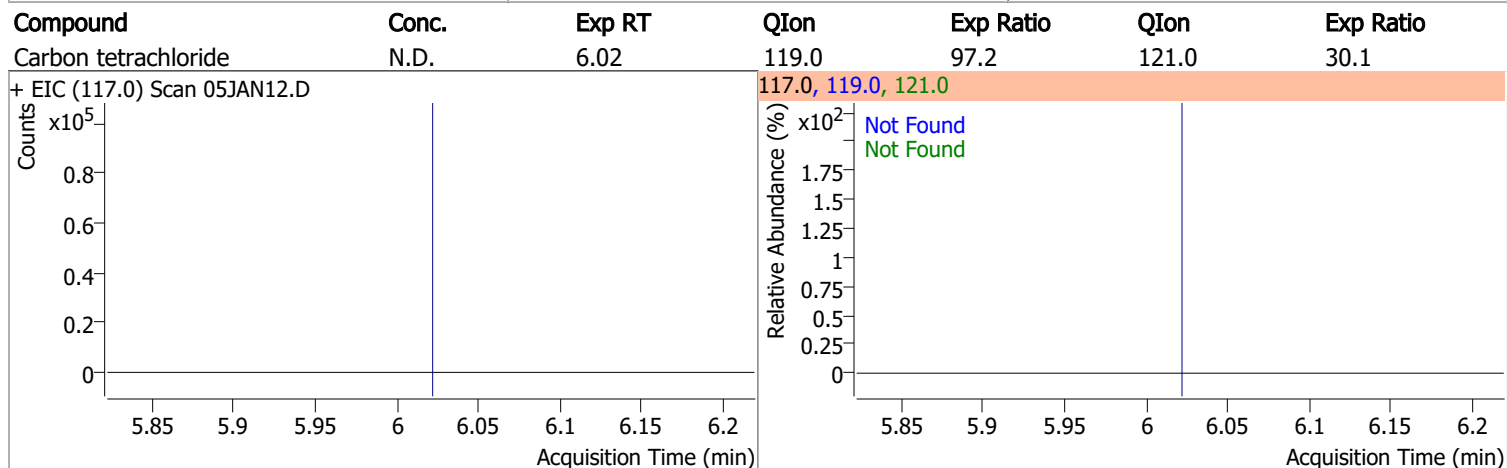 Compound Conc. Exp RT QIon Exp Ratio QIon Exp Ratio
Carbon tetrachloride N.D. 6.02 119.0 97.2 121.0 30.1
+ EIC (117.0) Scan 05JAN12.D
Counts
x10^5
0.8
0.6
0.4
0.2
0
5.85 5.9 5.95 6 6.05 6.1 6.15 6.2
Acquisition Time (min)
117.0, 119.0, 121.0
Relative Abundance (%)
x10^2
Not Found
Not Found
1.75
1.5
1.25
1
0.75
0.5
0.25
0
5.85 5.9 5.95 6 6.05 6.1 6.15 6.2
Acquisition Time (min)